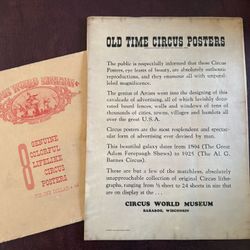 CIRCUS WORLD MUSEUM
8
GENUINE
COLORFUL
LIFELIKE
CIRCUS
POSTERS
OLD TIME CIRCUS POSTERS
The public is respectfully informed that these Circus
Posters, eye feasts of beauty, are absolutely authentic
reproductions, and they enamour all with unparal-
leled magnificence.
The genius of Artists went into the designing of this
cavalcade of advertising, all of which lavishly deco-
rated board fences, walls and windows of tens of
thousands of cities, towns, villages and hamlets all
over the great U.S.A.
Circus posters are the most resplendent and spectac-
ular form of advertising ever devised by man.
This beautiful galaxy dates from 1904 (The Great
Adam Forepaugh Shows) to 1925 (The Al G.
Barnes Circus).
These are but a few of the matchless, absolutely
unapproachable collection of original Circus litho-
graphs, ranging from ½ sheets to 24 sheets in size
that are on display at the . . .
CIRCUS WORLD MUSEUM
BARABOO, WISCONSIN